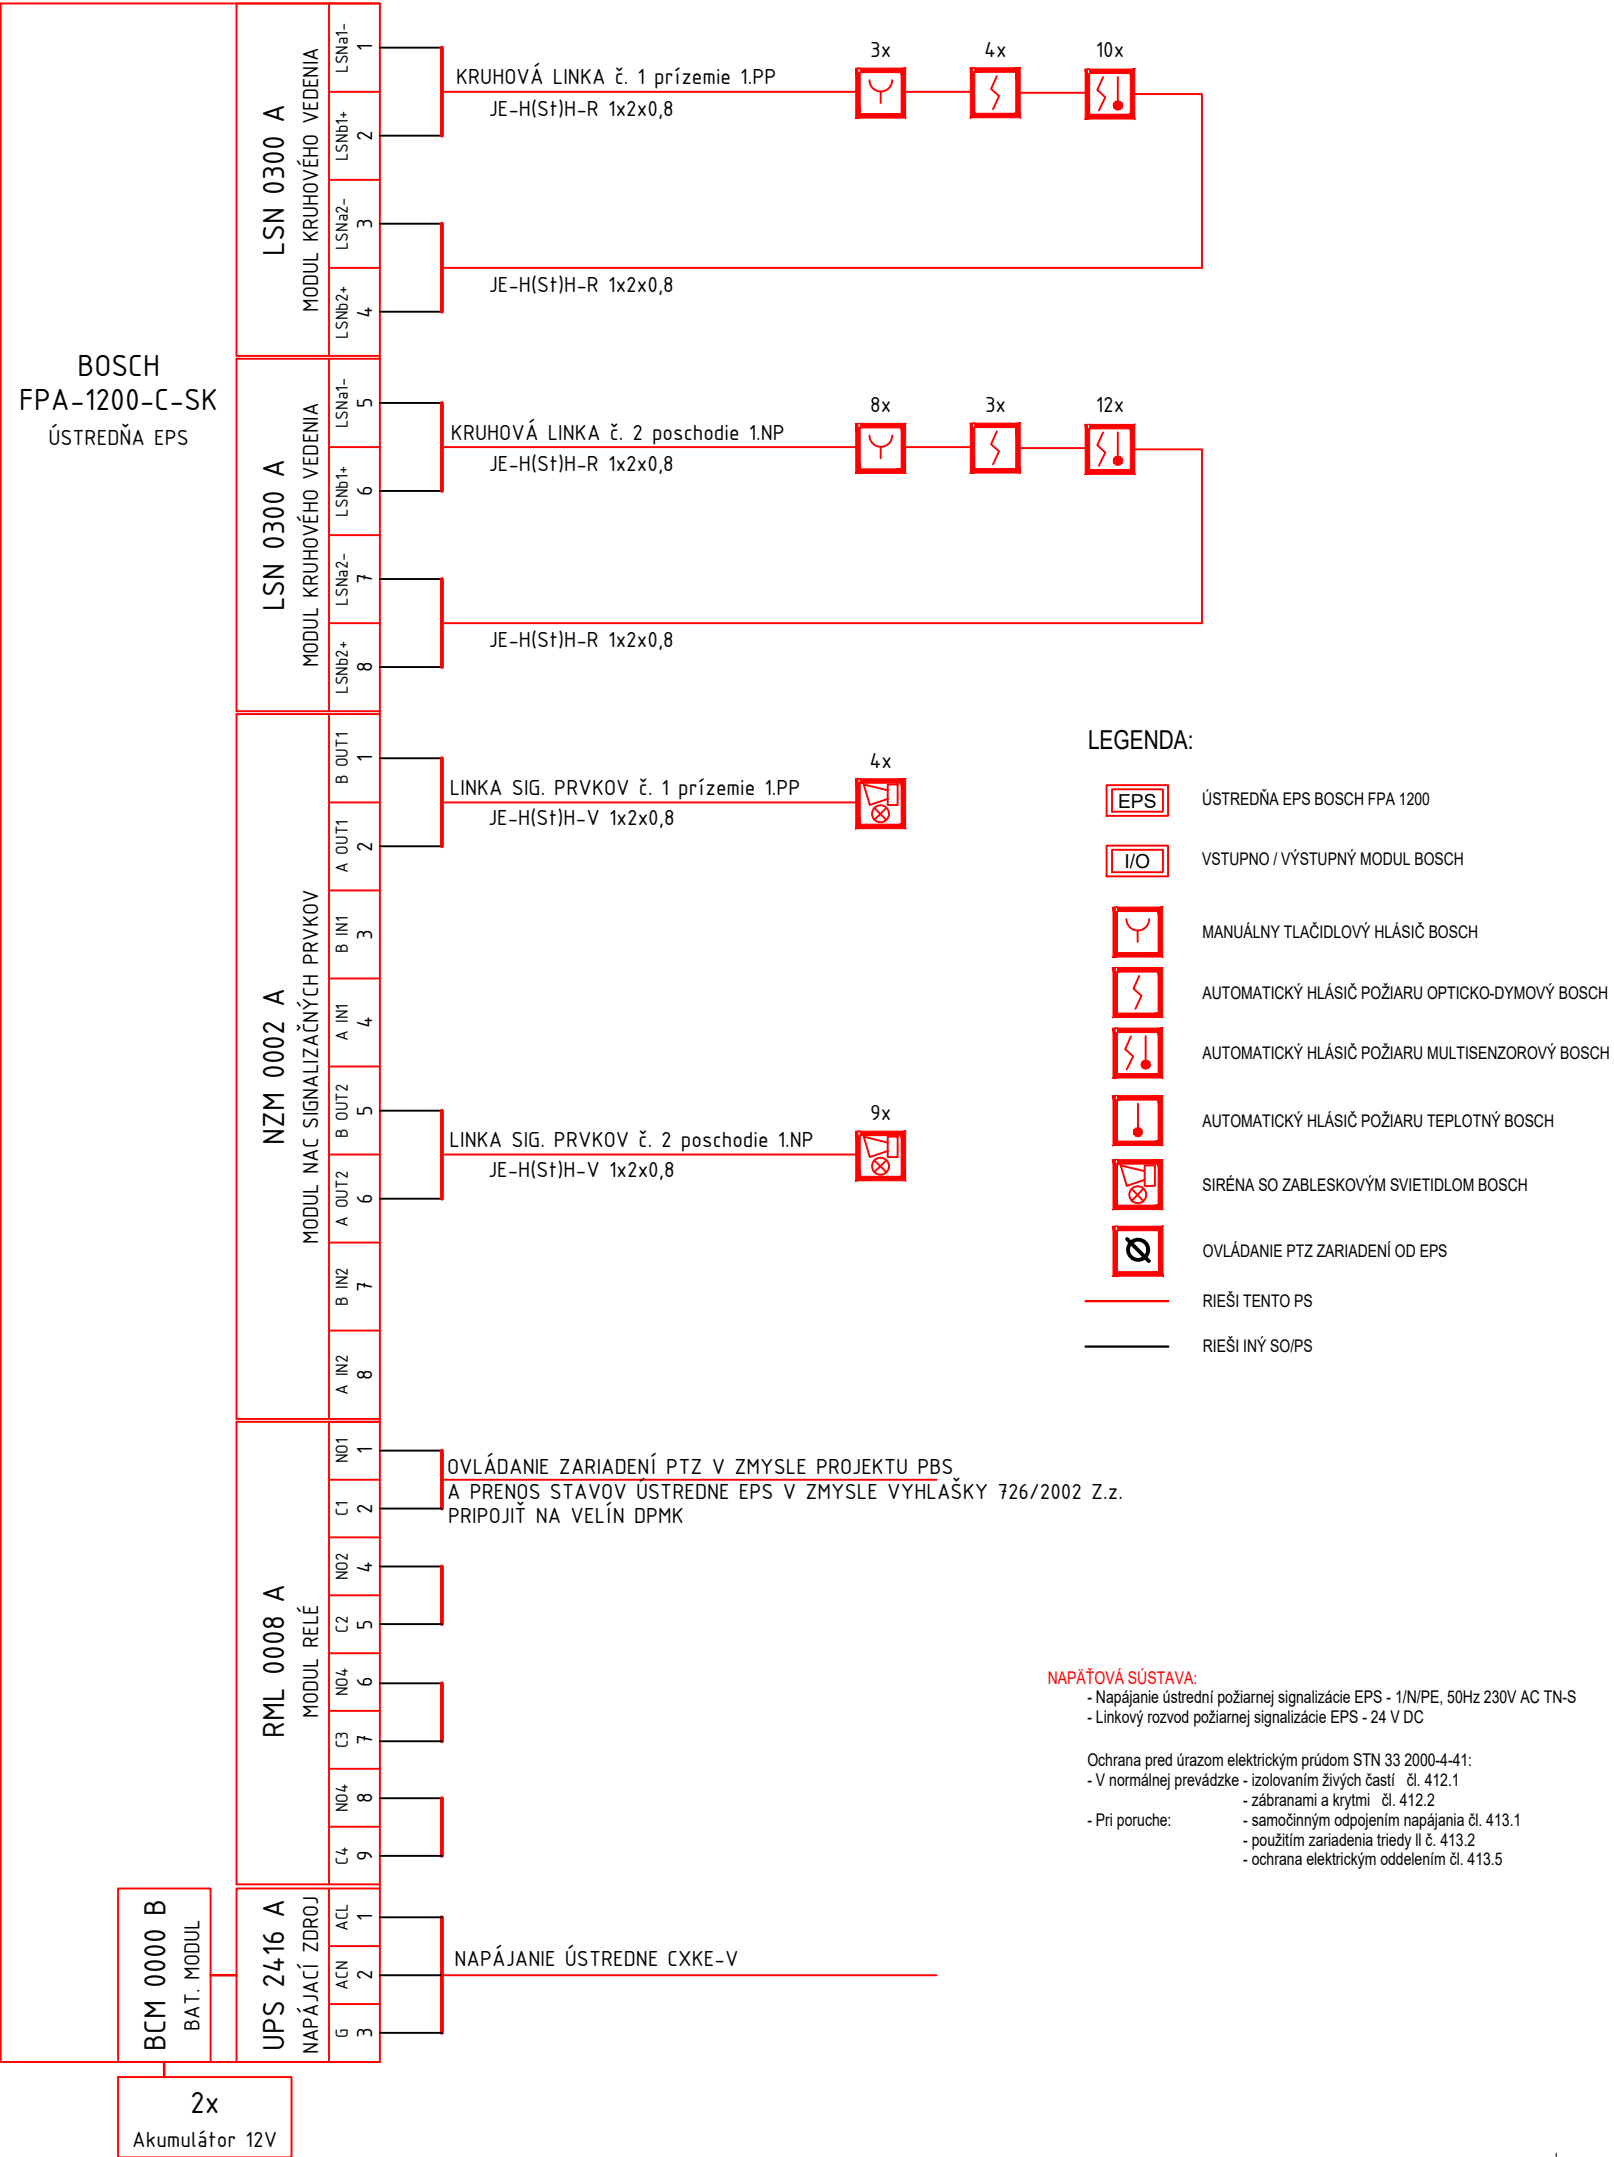 BOSCH
FPA-1200-C-SK
ÚSTREDŇA EPS
LSN 0300 A
MODUL KRUHOVÉHO VEDENIA
LSNa1-
1
LSNb1+
2
LSNa2-
3
LSNb2+
4
KRUHOVÁ LINKA č. 1 prízemie 1.PP
JE-H(St)H-R 1x2x0,8
3x
4x
10x
JE-H(St)H-R 1x2x0,8
LSN 0300 A
MODUL KRUHOVÉHO VEDENIA
LSNa1-
5
LSNb1+
6
LSNa2-
7
LSNb2+
8
KRUHOVÁ LINKA č. 2 poschodie 1.NP
JE-H(St)H-R 1x2x0,8
8x
3x
12x
JE-H(St)H-R 1x2x0,8
NZM 0002 A
MODUL NAC SIGNALIZAČNÝCH PRVKOV
B OUT1
1
A OUT1
2
B IN1
3
A IN1
4
B OUT2
5
A OUT2
6
B IN2
7
A IN2
8
LINKA SIG. PRVKOV č. 1 prízemie 1.PP
JE-H(St)H-V 1x2x0,8
4x
LINKA SIG. PRVKOV č. 2 poschodie 1.NP
JE-H(St)H-V 1x2x0,8
9x
LEGENDA:
EPS
ÚSTREDŇA EPS BOSCH FPA 1200
I/O
VSTUPNO / VÝSTUPNÝ MODUL BOSCH
MANUÁLNY TLAČIDLOVÝ HLÁSIČ BOSCH
AUTOMATICKÝ HLÁSIČ POŽIARU OPTICKO-DYMOVÝ BOSCH
AUTOMATICKÝ HLÁSIČ POŽIARU MULTISENZOROVÝ BOSCH
AUTOMATICKÝ HLÁSIČ POŽIARU TEPLOTNÝ BOSCH
SIRÉNA SO ZABLESKOVÝM SVIETIDLOM BOSCH
OVLÁDANIE PTZ ZARIADENÍ OD EPS
RIEŠI TENTO PS
RIEŠI INÝ SO/PS
RML 0008 A
MODUL RELÉ
NO1
1
C1
2
NO2
4
C2
5
NO4
6
C3
7
NO4
8
C4
9
OVLÁDANIE ZARIADENÍ PTZ V ZMYSLE PROJEKTU PBS
A PRENOS STAVOV ÚSTREDNE EPS V ZMYSLE VYHLAŠKY 726/2002 Z.z.
PRIPOJIŤ NA VELÍN DPMK
NAPÄŤOVÁ SÚSTAVA:
- Napájanie ústrední požiarnej signalizácie EPS - 1/N/PE, 50Hz 230V AC TN-S
- Linkový rozvod požiarnej signalizácie EPS - 24 V DC
Ochrana pred úrazom elektrickým prúdom STN 33 2000-4-41:
- V normálnej prevádzke - izolovaním živých častí čl. 412.1
- zábranami a krytmi čl. 412.2
- Pri poruche: - samočinným odpojením napájania čl. 413.1
- použitím zariadenia triedy II č. 413.2
- ochrana elektrickým oddelením čl. 413.5
BCM 0000 B
BAT. MODUL
UPS 2416 A
NAPÁJACÍ ZDROJ
ACL
1
ACN
2
G
3
NAPÁJANIE ÚSTREDNE CXKE-V
2x
Akumulátor 12V